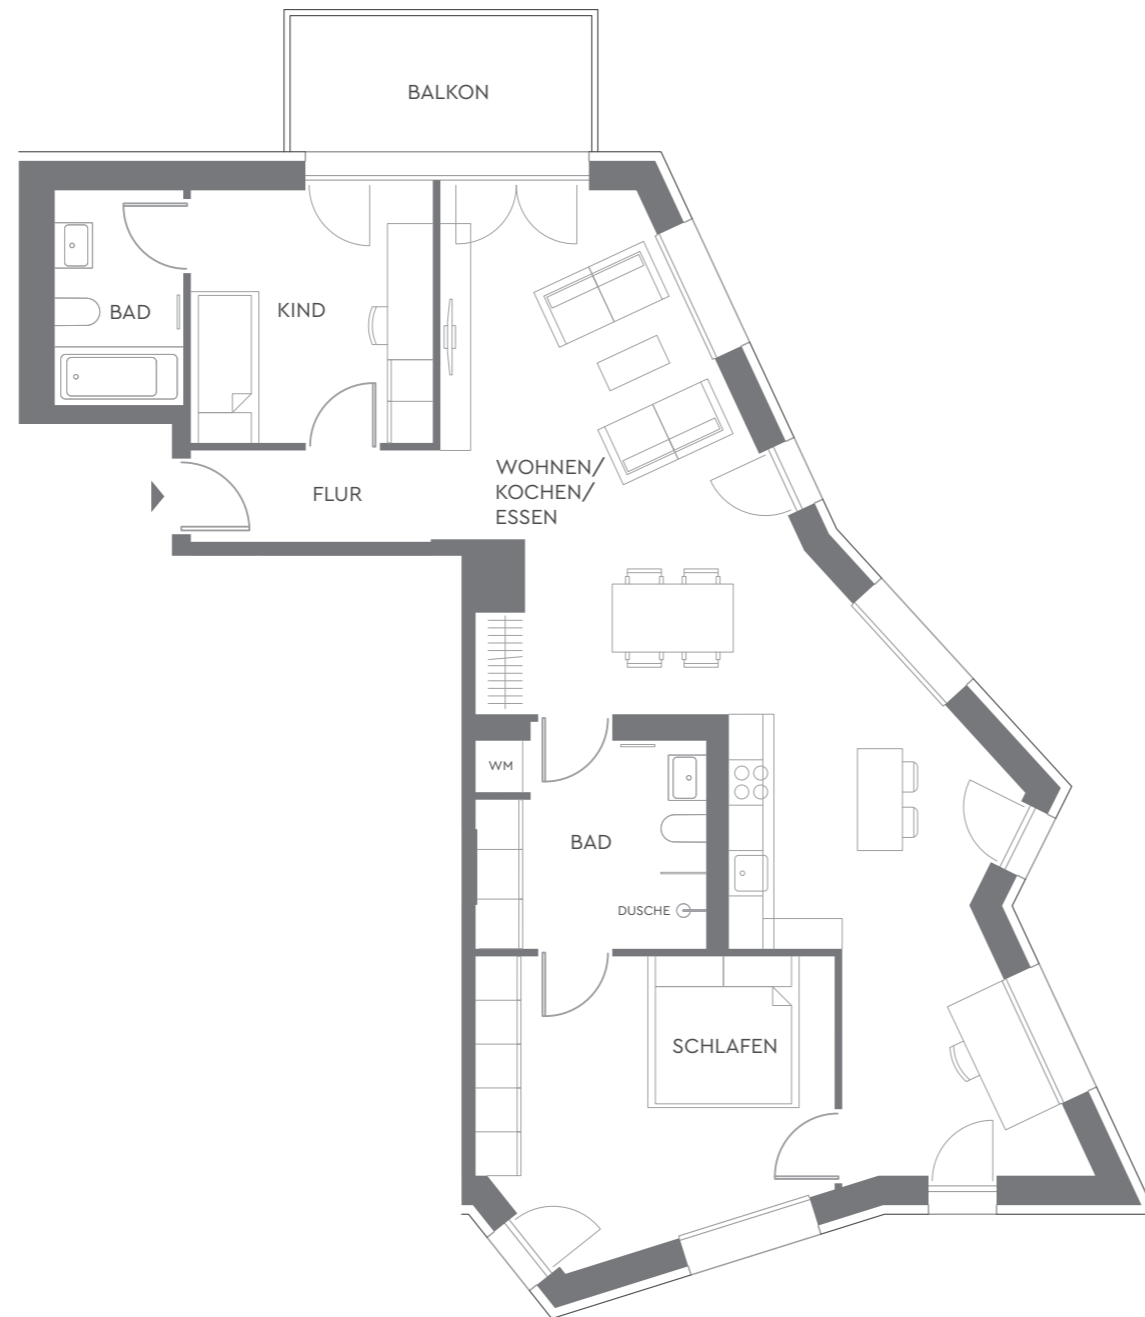 BALKON
BAD
KIND
FLUR
WOHNEN/
KOCHEN/
ESSEN
WM
BAD
DUSCHE
SCHLAFEN